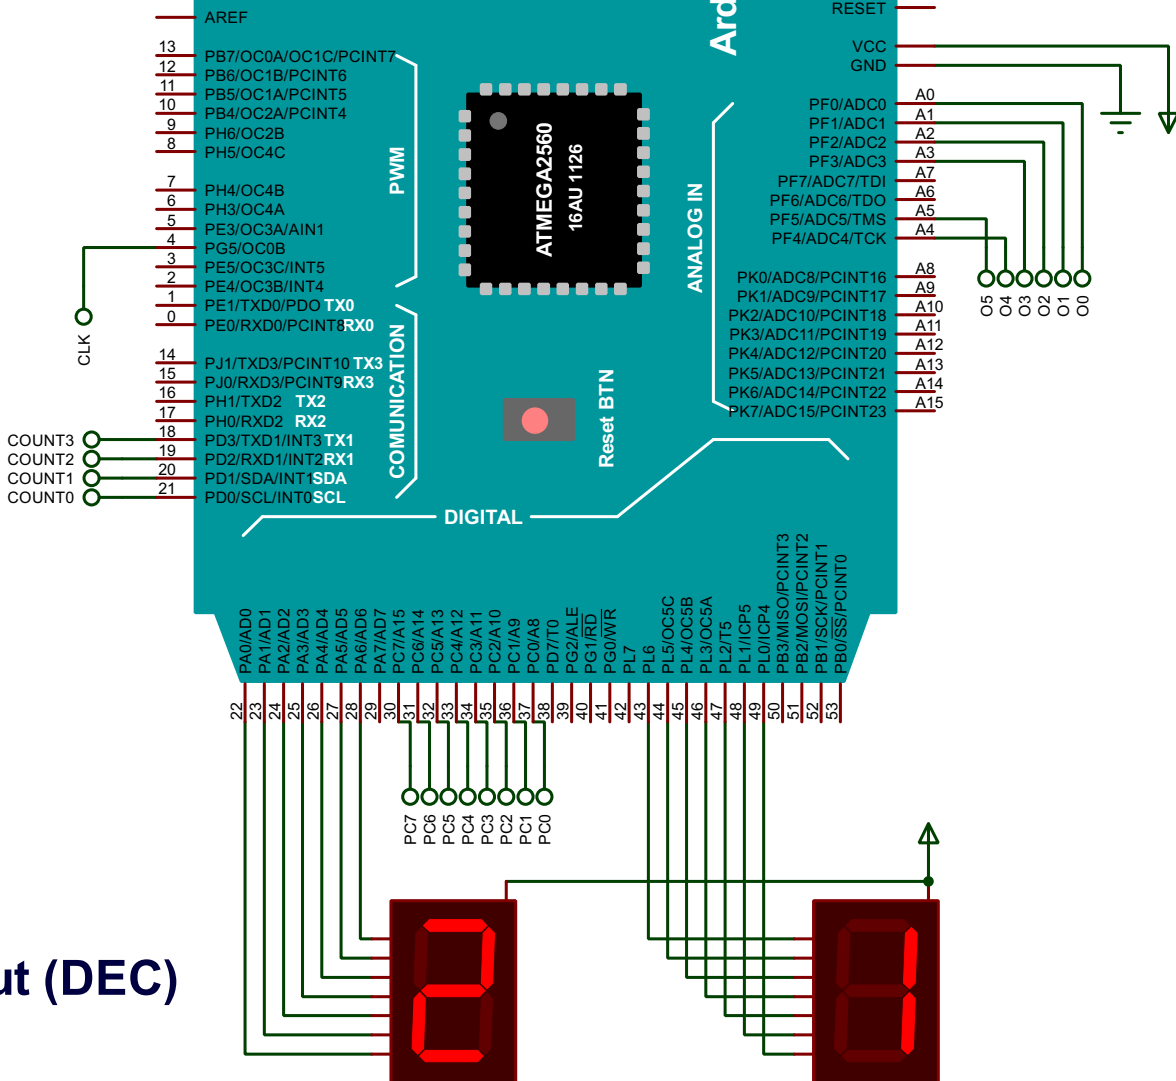 AREF
13 PB7/OC0A/OC1C/PCINT7
12 PB6/OC1B/PCINT6
11 PB5/OC1A/PCINT5
10 PB4/OC2A/PCINT4
9 PH6/OC2B
8 PH5/OC4C
7 PH4/OC4B
6 PH3/OC4A
5 PE3/OC3A/AIN1
4 PG5/OC0B
3 PE5/OC3C/INT5
2 PE4/OC3B/INT4
1 PE1/TXD0/PDO TX0
0 PE0/RXD0/PCINT8 RX0
14 PJ1/TXD3/PCINT10 TX3
15 PJ0/RXD3/PCINT9 RX3
16 PH1/TXD2 TX2
17 PH0/RXD2 RX2
COUNT3 18 PD3/TXD1/INT3 TX1
COUNT2 19 PD2/RXD1/INT2 RX1
COUNT1 20 PD1/SDA/INT1 SDA
COUNT0 21 PD0/SCL/INT0 SCL
CLK
PWM
COMUNICATION
ATMEGA2560
16AU 1126
Reset BTN
ANALOG IN
DIGITAL
Ard
RESET
VCC
GND
PF0/ADC0 A0
PF1/ADC1 A1
PF2/ADC2 A2
PF3/ADC3 A3
PF7/ADC7/TDI A7
PF6/ADC6/TDO A6
PF5/ADC5/TMS A5
PF4/ADC4/TCK A4
PK0/ADC8/PCINT16 A8
PK1/ADC9/PCINT17 A9
PK2/ADC10/PCINT18 A10
PK3/ADC11/PCINT19 A11
PK4/ADC12/PCINT20 A12
PK5/ADC13/PCINT21 A13
PK6/ADC14/PCINT22 A14
PK7/ADC15/PCINT23 A15
O5
O4
O3
O2
O1
O0
PA0/AD0 22
PA1/AD1 23
PA2/AD2 24
PA3/AD3 25
PA4/AD4 26
PA5/AD5 27
PA6/AD6 28
PA7/AD7 29
PC7/A15 30
PC6/A14 31
PC5/A13 32
PC4/A12 33
PC3/A11 34
PC2/A10 35
PC1/A9 36
PC0/A8 37
PD7/T0 38
PG2/ALE 39
PG1/RD 40
PG0/WR 41
PL7 42
PL6 43
PL5/OC5C 44
PL4/OC5B 45
PL3/OC5A 46
PL2/T5 47
PL1/ICP5 48
PL0/ICP4 49
PB3/MISO/PCINT3 50
PB2/MOSI/PCINT2 51
PB1/SCK/PCINT1 52
PB0/SS/PCINT0 53
PC7
PC6
PC5
PC4
PC3
PC2
PC1
PC0
ut (DEC)
2
1